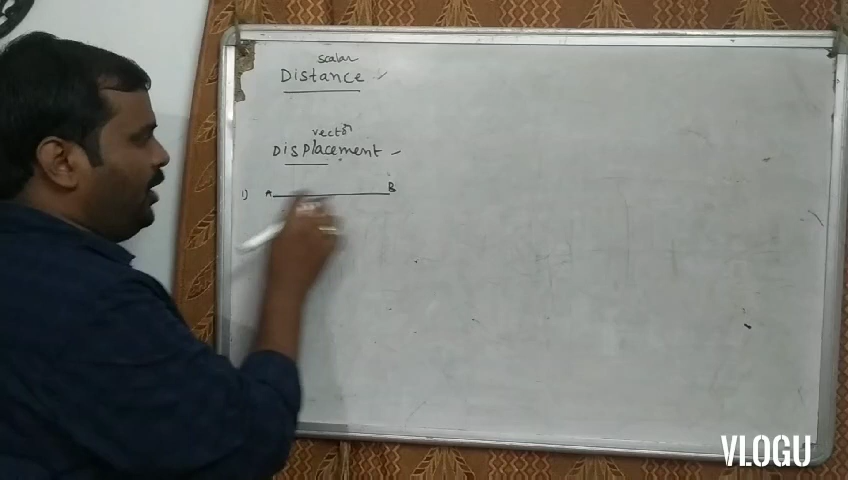 scalar
Distance
vector
Displacement
1) A B
VLOGU